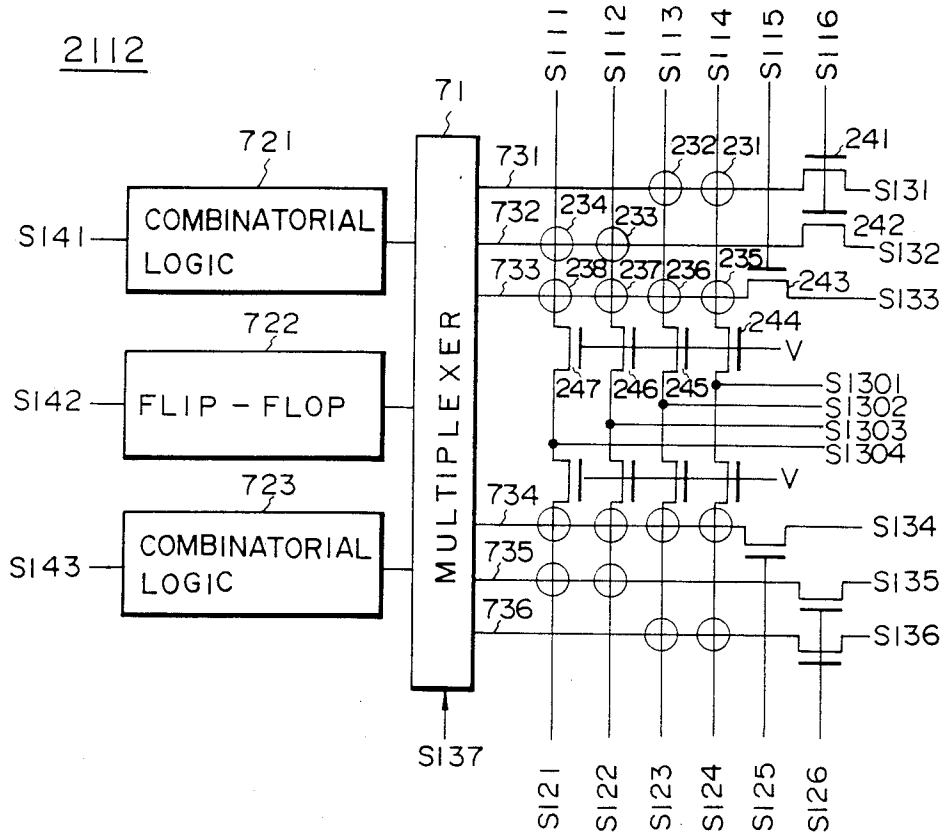 2112
S111
S112
S113
S114
S115
S116
71
721
COMBINATORIAL
LOGIC
S141
722
FLIP-FLOP
S142
723
COMBINATORIAL
LOGIC
S143
MULTIPLEXER
S137
731
232
231
241
S131
732
234
233
242
S132
733
238
237
236
235
243
S133
244
V
247
246
245
S1301
S1302
S1303
S1304
V
734
S134
735
S135
736
S136
S121
S122
S123
S124
S125
S126